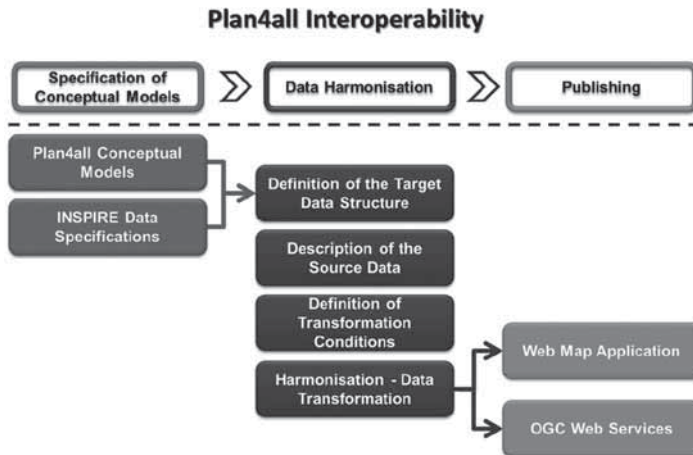 Plan4all Interoperability
Specification of
Conceptual Models
Data Harmonisation
Publishing
Plan4all Conceptual
Models
INSPIRE Data
Specifications
Definition of the Target
Data Structure
Description of the
Source Data
Definition of
Transformation
Conditions
Harmonisation - Data
Transformation
Web Map Application
OGC Web Services